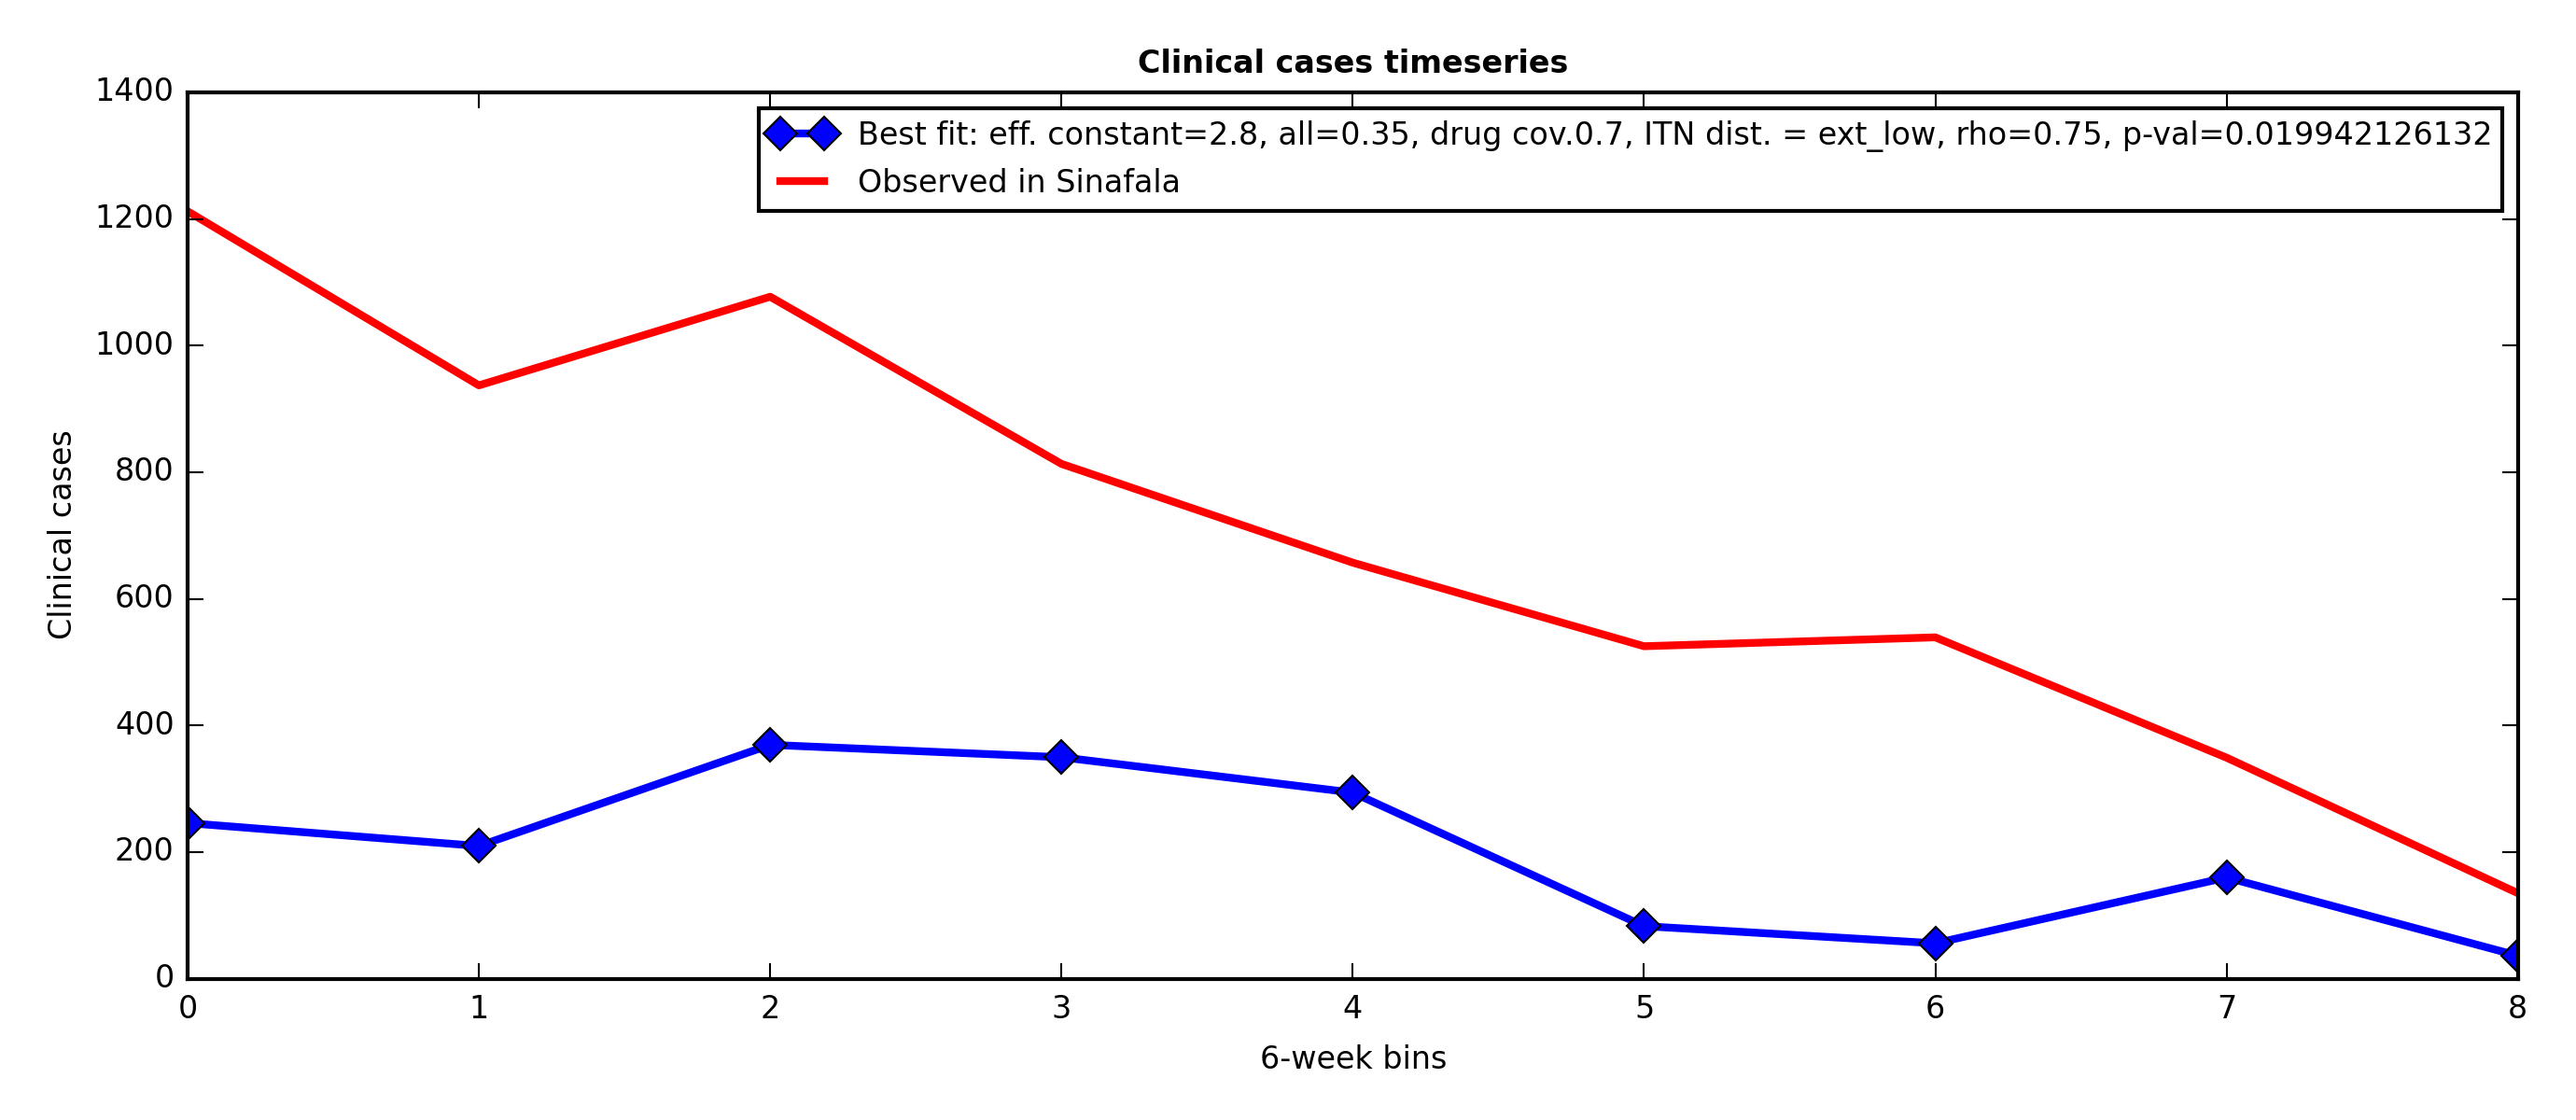 Clinical cases timeseries
1400
1200
1000
800
600
400
200
0
Clinical cases
Best fit: eff. constant=2.8, all=0.35, drug cov.0.7, ITN dist. = ext_low, rho=0.75, p-val=0.019942126132
Observed in Sinafala
0 1 2 3 4 5 6 7 8
6-week bins